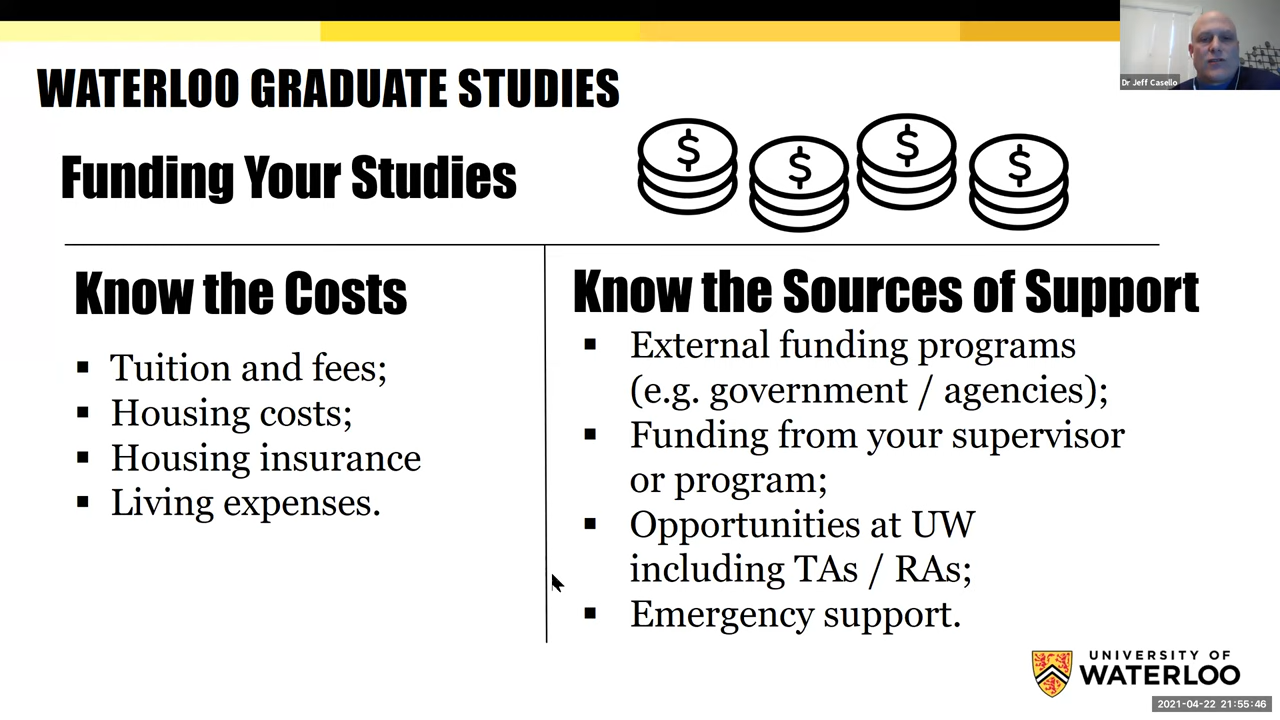 WATERLOO GRADUATE STUDIES
Dr Jeff Casello
Funding Your Studies
$ $ $ $
Know the Costs
▪ Tuition and fees;
▪ Housing costs;
▪ Housing insurance
▪ Living expenses.
Know the Sources of Support
▪ External funding programs
(e.g. government / agencies);
▪ Funding from your supervisor
or program;
▪ Opportunities at UW
including TAs / RAs;
▪ Emergency support.
UNIVERSITY OF
WATERLOO
2021-04-22 21:55:46